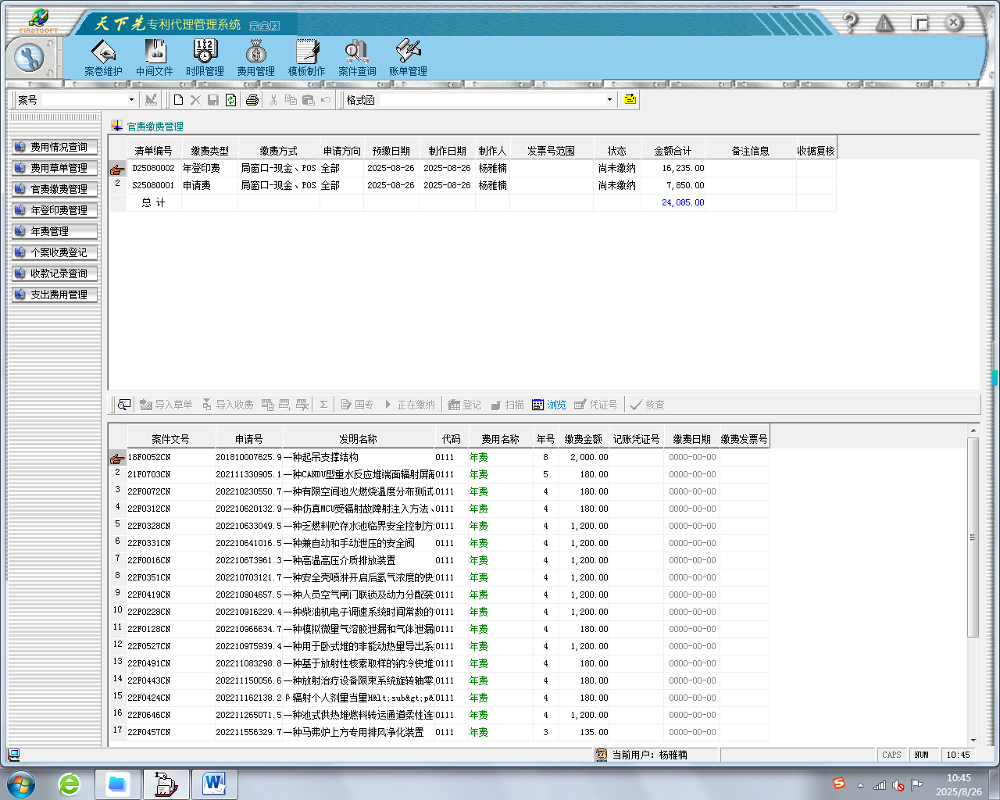 FIRSTSOFT 天下先 专利代理管理系统 完全版
案卷维护 中间文件 时限管理 费用管理 模板制作 案件查询 账单管理
案号 格式函
费用情况查询
费用草单管理
官费缴费管理
年登印费管理
年费管理
个案收费登记
收款记录查询
支出费用管理
官费缴费管理
清单编号 缴费类型 缴费方式 申请方向 预缴日期 制作日期 制作人 发票号范围 状态 金额合计 备注信息 收据复核
D25080002 年登印费 局窗口-现金、POS 全部 2025-08-26 2025-08-26 杨雅楠 尚未缴纳 16,235.00
2 S25080001 申请费 局窗口-现金、POS 全部 2025-08-26 2025-08-26 杨雅楠 尚未缴纳 7,850.00
总 计 24,085.00
导入草单 导入收费 Σ 国专 正在缴纳 登记 扫描 浏览 凭证号 核查
案件文号 申请号 发明名称 代码 费用名称 年号 缴费金额 记账凭证号 缴费日期 缴费发票号
18F0052CN 201810007625.9 一种起吊支撑结构 0111 年费 8 2,000.00 0000-00-00
2 21F0703CN 202111330905.1 一种CANDU型重水反应堆端面辐射屏蔽 0111 年费 5 180.00 0000-00-00
3 22F0072CN 202210230550.7 一种有限空间池火燃烧温度分布测试 0111 年费 4 180.00 0000-00-00
4 22F0312CN 202210620132.9 一种仿真MCU受辐射故障射注入方法、 0111 年费 4 180.00 0000-00-00
5 22F0328CN 202210633049.5 一种乏燃料贮存水池临界安全控制方 0111 年费 4 1,200.00 0000-00-00
6 22F0331CN 202210641016.5 一种兼自动和手动泄压的安全阀 0111 年费 4 1,200.00 0000-00-00
7 22F0016CN 202210673961.3 一种高温高压介质排放装置 0111 年费 4 1,200.00 0000-00-00
8 22F0351CN 202210703121.7 一种安全壳喷淋开启后氢气浓度的快 0111 年费 4 1,200.00 0000-00-00
9 22F0419CN 202210904657.5 一种人员空气闸门联锁及动力分配装 0111 年费 4 1,200.00 0000-00-00
10 22F0228CN 202210916229.4 一种柴油机电子调速系统时间常数的 0111 年费 4 1,200.00 0000-00-00
11 22F0128CN 202210966634.7 一种模拟微量气溶胶泄漏和气体泄漏 0111 年费 4 180.00 0000-00-00
12 22F0527CN 202210975939.4 一种用于卧式堆的非能动热量导出系 0111 年费 4 1,200.00 0000-00-00
13 22F0491CN 202211083298.8 一种基于放射性核素取样的钠冷快堆 0111 年费 4 180.00 0000-00-00
14 22F0443CN 202211150056.6 一种放射治疗设备限束系统旋转轴零 0111 年费 4 180.00 0000-00-00
15 22F0424CN 202211162138.2 β辐射个人剂量当量H&lt;sub&gt;p& 0111 年费 4 180.00 0000-00-00
16 22F0646CN 202211265071.5 一种池式供热堆燃料转运通道柔性连 0111 年费 4 1,200.00 0000-00-00
17 22F0457CN 202211556329.7 一种马弗炉上方专用排风净化装置 0111 年费 3 135.00 0000-00-00
当前用户：杨雅楠 CAPS NUM 10:45
10:45
2025/8/26